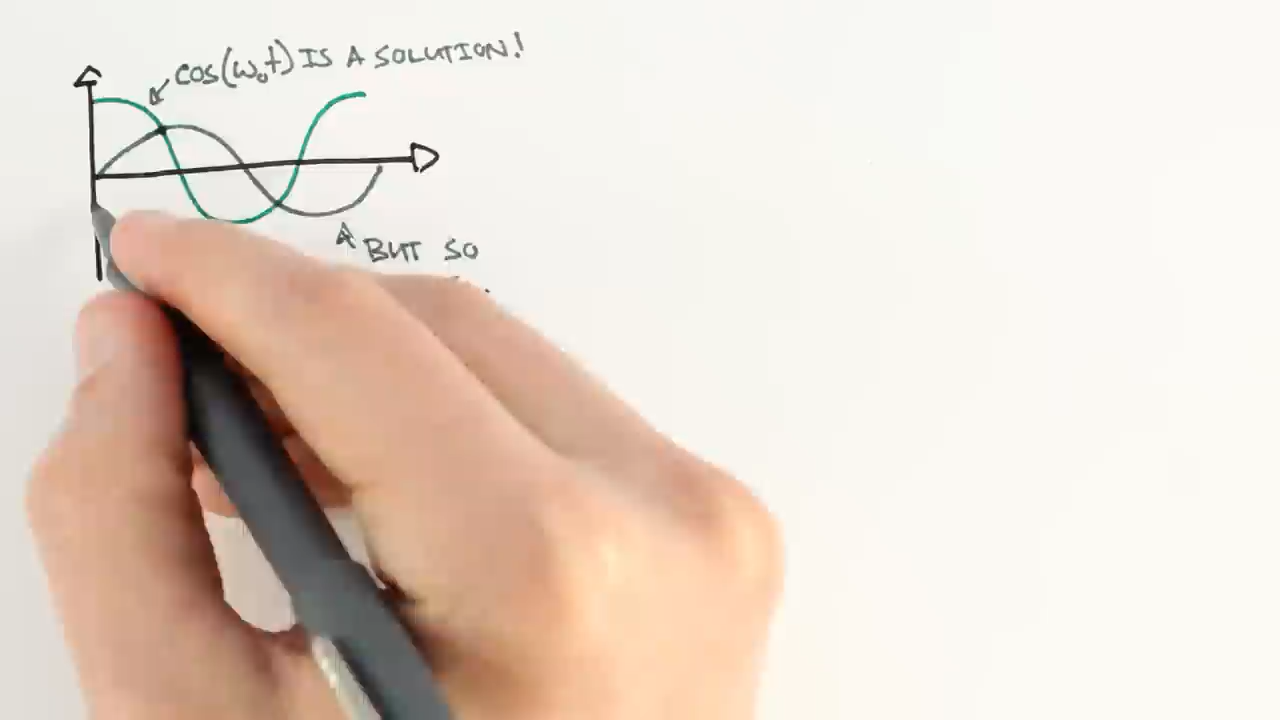 COS(ω₀t) IS A SOLUTION!
BUT SO